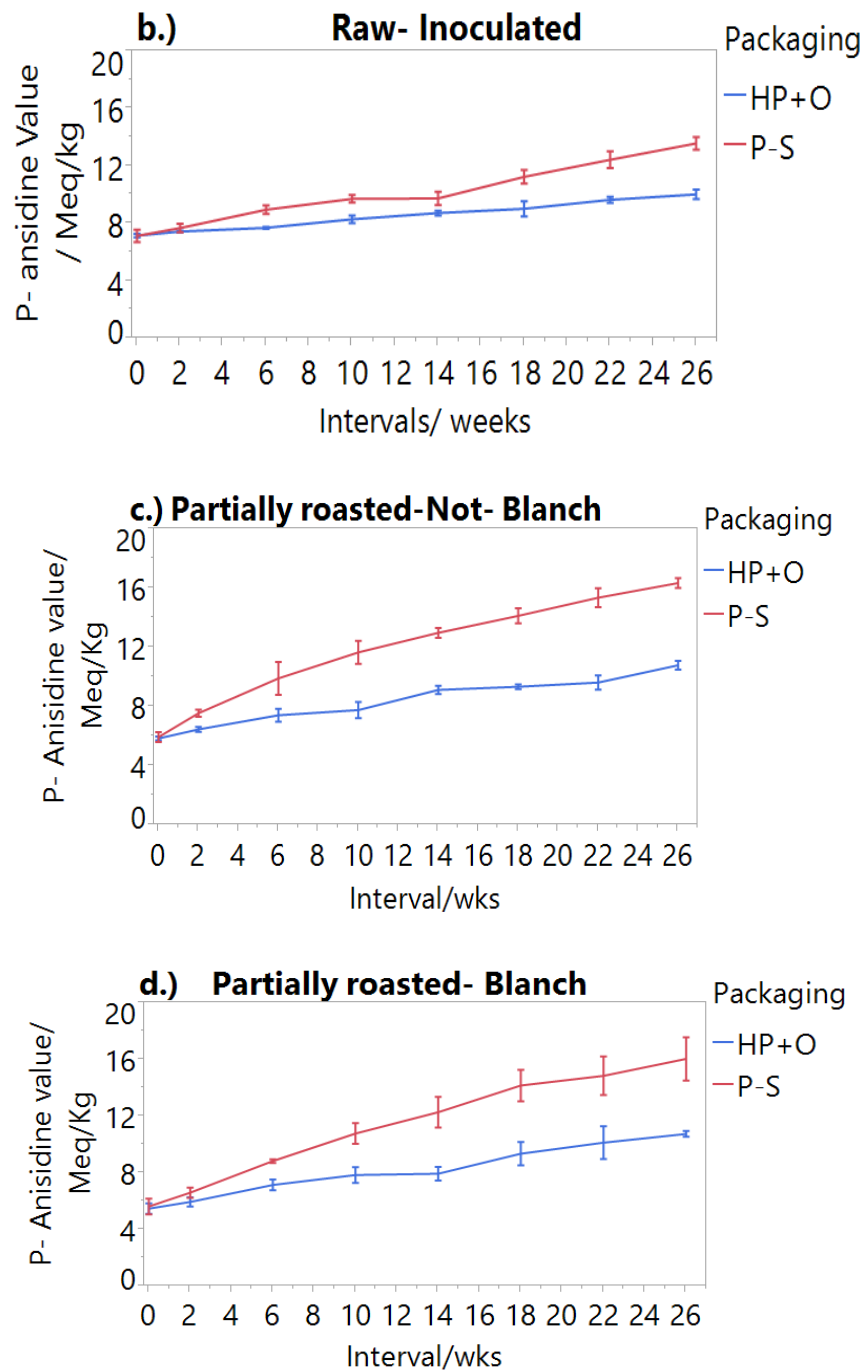 b.) Raw- Inoculated
Packaging
HP+O
P-S
P- ansidine Value
/ Meq/kg
20
16
12
8
4
0
0 2 4 6 8 10 12 14 16 18 20 22 24 26
Intervals/ weeks
c.) Partially roasted-Not- Blanch
Packaging
HP+O
P-S
P- Anisidine value/
Meq/Kg
20
16
12
8
4
0
0 2 4 6 8 10 12 14 16 18 20 22 24 26
Interval/wks
d.) Partially roasted- Blanch
Packaging
HP+O
P-S
P- Anisidine value/
Meq/Kg
20
16
12
8
4
0
0 2 4 6 8 10 12 14 16 18 20 22 24 26
Interval/wks